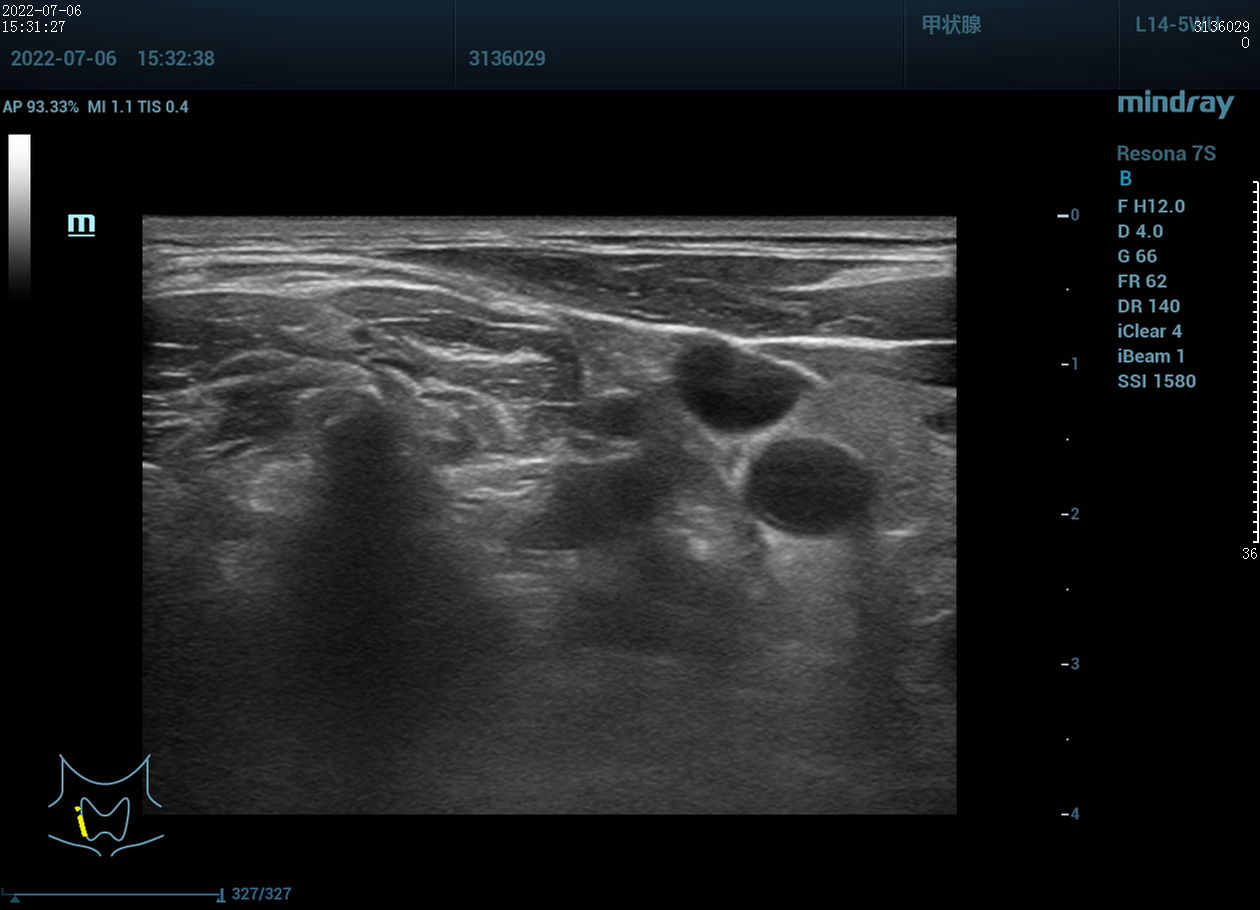 2022-07-06
15:31:27
甲状腺
L14-5WU
3136029
0
2022-07-06 15:32:38
3136029
AP 93.33% MI 1.1 TIS 0.4
mindray
Resona 7S
B
F H12.0
D 4.0
G 66
FR 62
DR 140
iClear 4
iBeam 1
SSI 1580
m
0
1
2
3
4
36
327/327